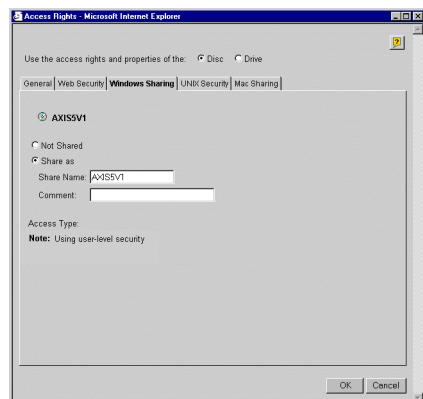 Access Rights - Microsoft Internet Explorer
?
Use the access rights and properties of the: Disc Drive
General Web Security Windows Sharing UNIX Security Mac Sharing
AXIS5V1
Not Shared
Share as
Share Name: AXIS5V1
Comment:
Access Type:
Note: Using user-level security
OK Cancel